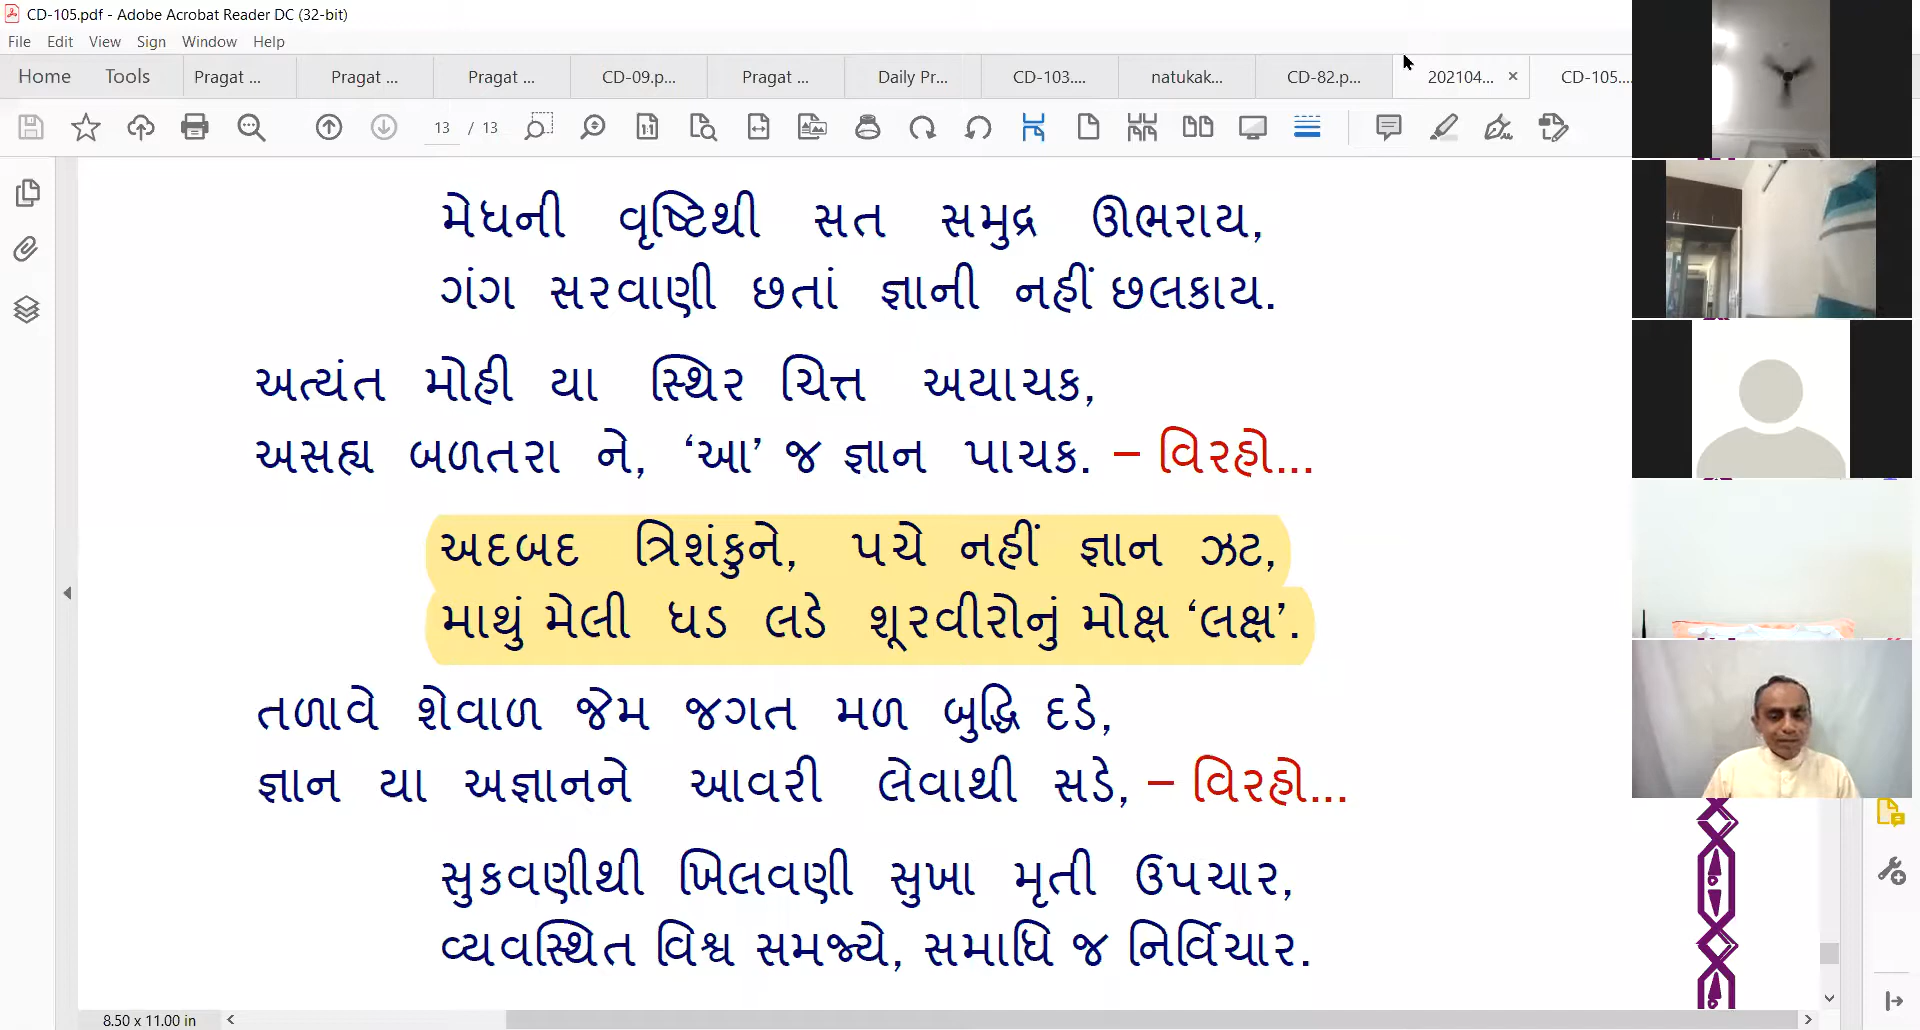 CD-105.pdf - Adobe Acrobat Reader DC (32-bit)
File Edit View Sign Window Help
Home Tools Pragat ... Pragat ... Pragat ... CD-09.p... Pragat ... Daily Pr... CD-103.... natukak... CD-82.p... 202104... × CD-105....
13 / 13
મેઘની વૃષ્ટિથી સત સમુદ્ર ઊભરાય,
ગંગ સરવાણી છતાં જ્ઞાની નહીં છલકાય.
અત્યંત મોહી યા સ્થિર ચિત્ત અયાચક,
અસહ્ય બળતરા ને, ‘આ’ જ જ્ઞાન પાચક. – વિરહો...
અદબદ ત્રિશંકુને, પચે નહીં જ્ઞાન ઝટ,
માથું મેલી ધડ લડે શૂરવીરોનું મોક્ષ ‘લક્ષ’.
તળાવે શેવાળ જેમ જગત મળ બુદ્ધિ દડે,
જ્ઞાન યા અજ્ઞાનને આવરી લેવાથી સડે, – વિરહો...
સુકવણીથી ખિલવણી સુખા મૃતી ઉપચાર,
વ્યવસ્થિત વિશ્વ સમજ્યે, સમાધિ જ નિર્વિચાર.
8.50 x 11.00 in